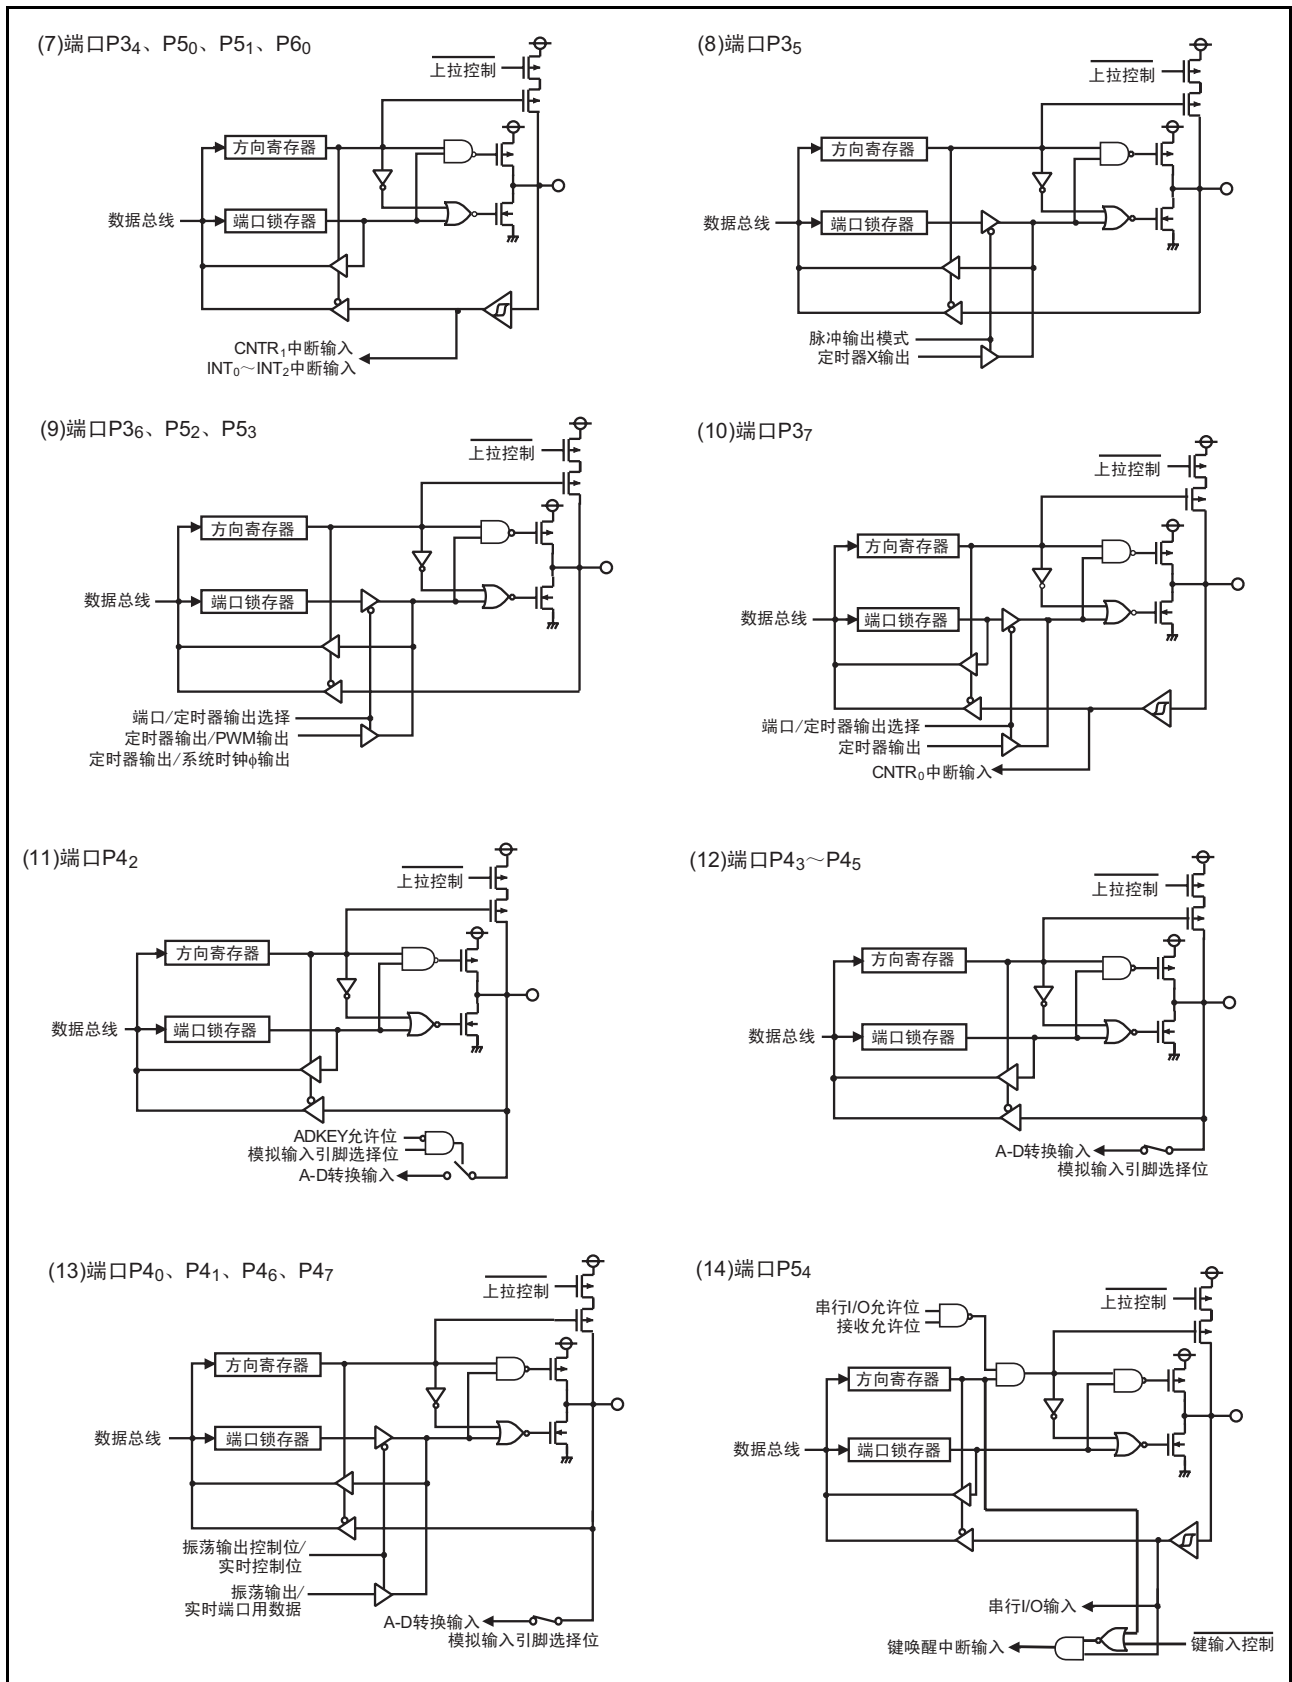 (7)端口P3₄、P5₀、P5₁、P6₀
上拉控制
方向寄存器
数据总线
端口锁存器
CNTR₁中断输入
INT₀～INT₂中断输入
(8)端口P3₅
上拉控制
方向寄存器
数据总线
端口锁存器
脉冲输出模式
定时器X输出
(9)端口P3₆、P5₂、P5₃
上拉控制
方向寄存器
数据总线
端口锁存器
端口/定时器输出选择
定时器输出/PWM输出
定时器输出/系统时钟ϕ输出
(10)端口P3₇
上拉控制
方向寄存器
数据总线
端口锁存器
端口/定时器输出选择
定时器输出
CNTR₀中断输入
(11)端口P4₂
上拉控制
方向寄存器
数据总线
端口锁存器
ADKEY允许位
模拟输入引脚选择位
A-D转换输入
(12)端口P4₃～P4₅
上拉控制
方向寄存器
数据总线
端口锁存器
A-D转换输入
模拟输入引脚选择位
(13)端口P4₀、P4₁、P4₆、P4₇
上拉控制
方向寄存器
数据总线
端口锁存器
振荡输出控制位/
实时控制位
振荡输出/
实时端口用数据
A-D转换输入
模拟输入引脚选择位
(14)端口P5₄
串行I/O允许位
接收允许位
上拉控制
方向寄存器
数据总线
端口锁存器
串行I/O输入
键唤醒中断输入
键输入控制